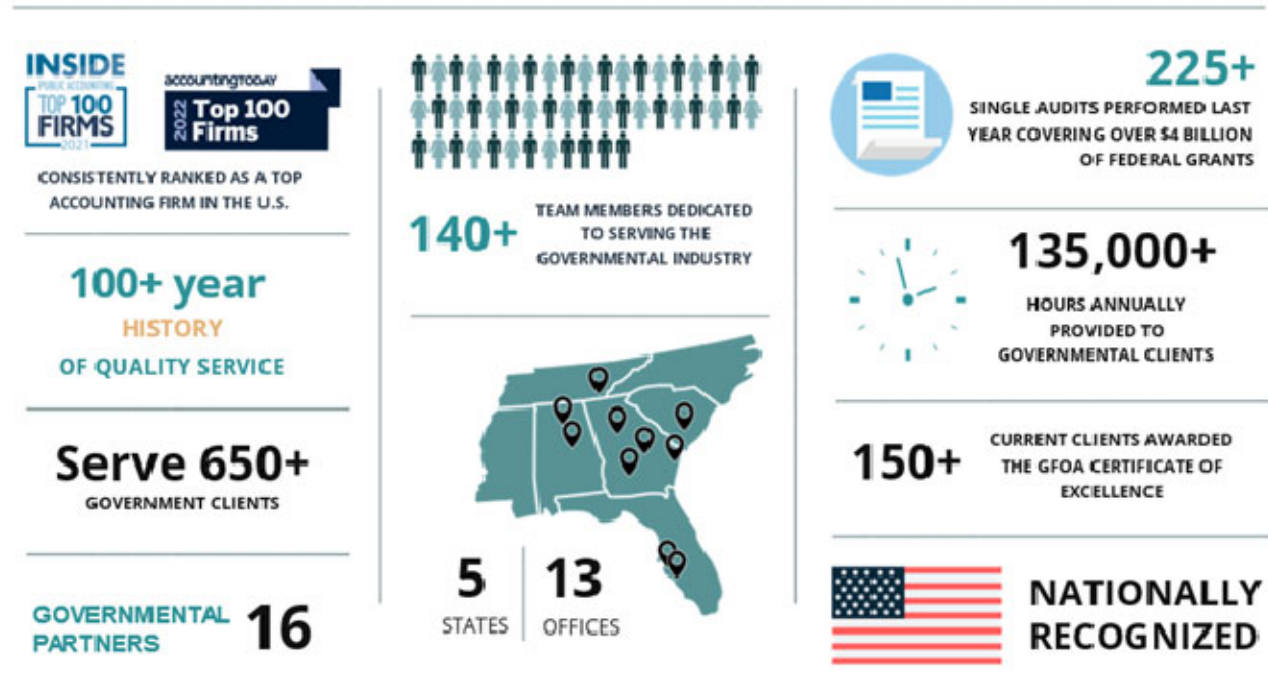 INSIDE
PUBLIC ACCOUNTING
TOP 100
FIRMS
2021
accountingTODAY
2022
Top 100
Firms
CONSISTENTLY RANKED AS A TOP
ACCOUNTING FIRM IN THE U.S.
100+ year
HISTORY
OF QUALITY SERVICE
Serve 650+
GOVERNMENT CLIENTS
GOVERNMENTAL
PARTNERS
16
140+
TEAM MEMBERS DEDICATED
TO SERVING THE
GOVERNMENTAL INDUSTRY
5
STATES
13
OFFICES
225+
SINGLE AUDITS PERFORMED LAST
YEAR COVERING OVER $4 BILLION
OF FEDERAL GRANTS
135,000+
HOURS ANNUALLY
PROVIDED TO
GOVERNMENTAL CLIENTS
150+
CURRENT CLIENTS AWARDED
THE GFOA CERTIFICATE OF
EXCELLENCE
NATIONALLY
RECOGNIZED